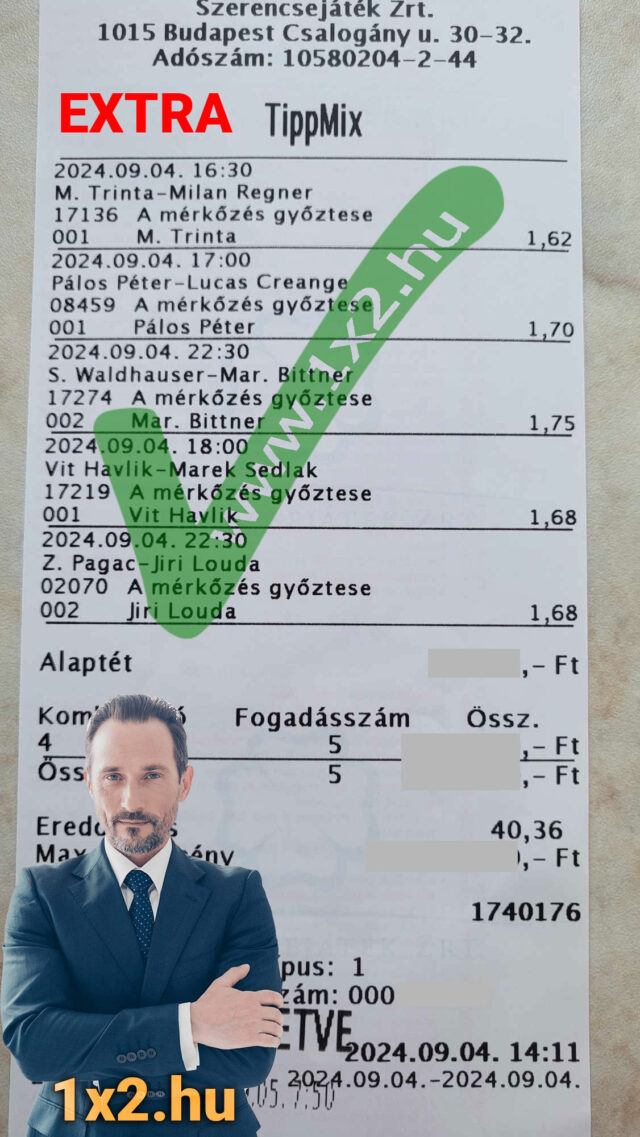 Szerencsejáték Zrt.
1015 Budapest Csalogány u. 30-32.
Adószám: 10580204-2-44
EXTRA TippMix
2024.09.04. 16:30
M. Trinta-Milan Regner
17136 A mérkőzés győztese
001 M. Trinta 1,62
2024.09.04. 17:00
Pálos Péter-Lucas Creange
08459 A mérkőzés győztese
001 Pálos Péter 1,70
2024.09.04. 22:30
S. Waldhauser-Mar. Bittner
17274 A mérkőzés győztese
002 Mar. Bittner 1,75
2024.09.04. 18:00
Vit Havlik-Marek Sedlak
17219 A mérkőzés győztese
001 Vit Havlik 1,68
2024.09.04. 22:30
Z. Pagac-Jiri Louda
02070 A mérkőzés győztese
002 Jiri Louda 1,68
www.1x2.hu
Alaptét ,- Ft
Fogadásszám Össz.
4 5 ,- Ft
5 ,- Ft
40,36
Max ,- Ft
1740176
1
000
2024.09.04. 14:11
2024.09.04.-2024.09.04.
1x2.hu